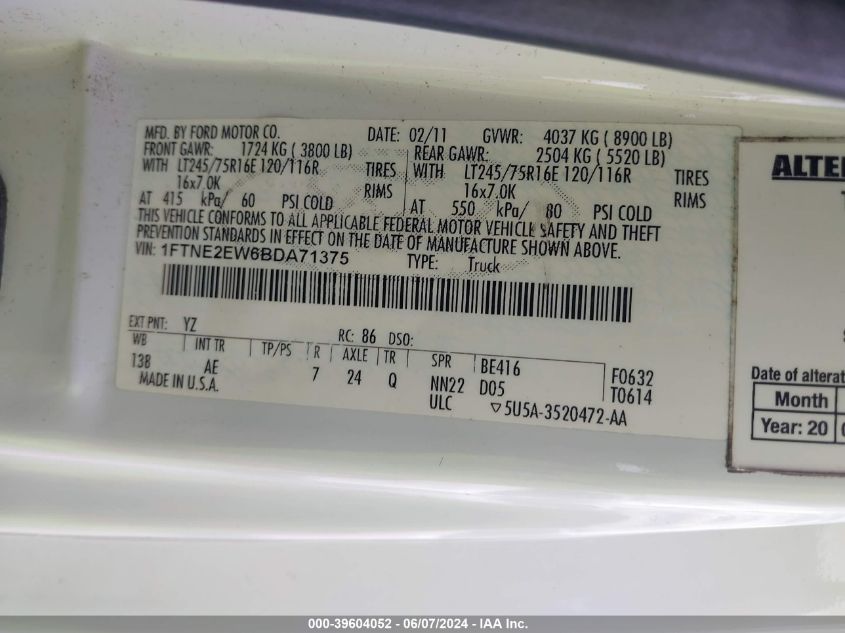 MFD. BY FORD MOTOR CO. DATE: 02/11 GVWR: 4037 KG ( 8900 LB)
FRONT GAWR: 1724 KG ( 3800 LB) REAR GAWR: 2504 KG ( 5520 LB)
WITH LT245/75R16E 120/116R TIRES WITH LT245/75R16E 120/116R TIRES
16x7.0K RIMS 16x7.0K RIMS
AT 415 kPa/ 60 PSI COLD AT 550 kPa/ 80 PSI COLD
THIS VEHICLE CONFORMS TO ALL APPLICABLE FEDERAL MOTOR VEHICLE SAFETY AND THEFT
PREVENTION STANDARDS IN EFFECT ON THE DATE OF MANUFACTURE SHOWN ABOVE.
VIN: 1FTNE2EW6BDA71375 TYPE: Truck
EXT PNT: YZ RC: 86 DSO:
WB INT TR TP/PS R AXLE TR SPR BE416 F0632
138 AE 7 24 Q NN22 D05 T0614
MADE IN U.S.A. ULC ▽5U5A-3520472-AA
Date of
Month
Year: 20
000-39604052 - 06/07/2024 - IAA Inc.